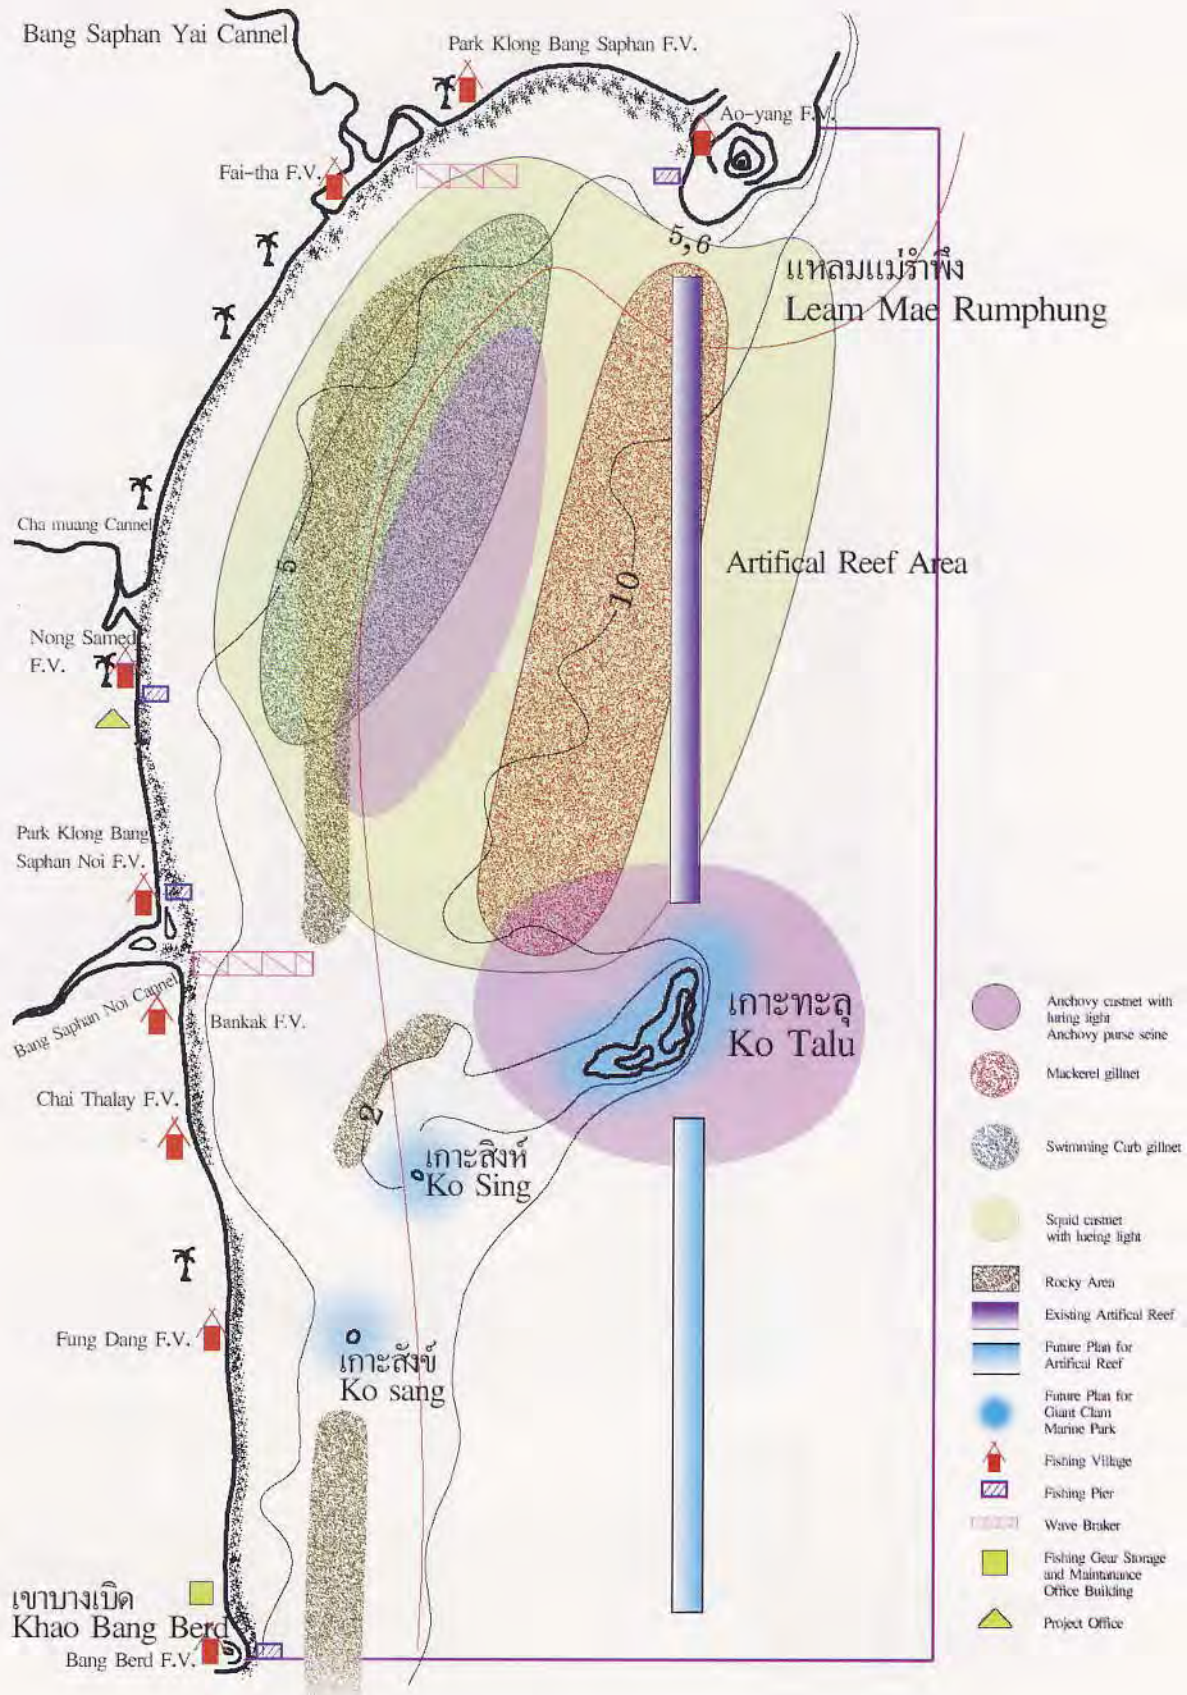 Bang Saphan Yai Cannel
Park Klong Bang Saphan F.V.
Ao-yang F.V.
Fai-tha F.V.
5,6
แหลมแม่รำพึง
Leam Mae Rumphung
Cha muang Cannel
5
10
Artifical Reef Area
Nong Samed
F.V.
Park Klong Bang
Saphan Noi F.V.
Bang Saphan Noi Cannel
Bankak F.V.
เกาะทะลุ
Ko Talu
Chai Thalay F.V.
2
เกาะสิงห์
Ko Sing
Fung Dang F.V.
เกาะสังข์
Ko sang
เขาบางเบิด
Khao Bang Berd
Bang Berd F.V.
Anchovy castnet with
luring light
Anchovy purse seine
Mackerel gillnet
Swimming Curb gillnet
Squid castnet
with lueing light
Rocky Area
Existing Artifical Reef
Future Plan for
Artifical Reef
Future Plan for
Giant Clam
Marine Park
Fishing Village
Fishing Pier
Wave Braker
Fishing Gear Storage
and Maintanance
Office Building
Project Office